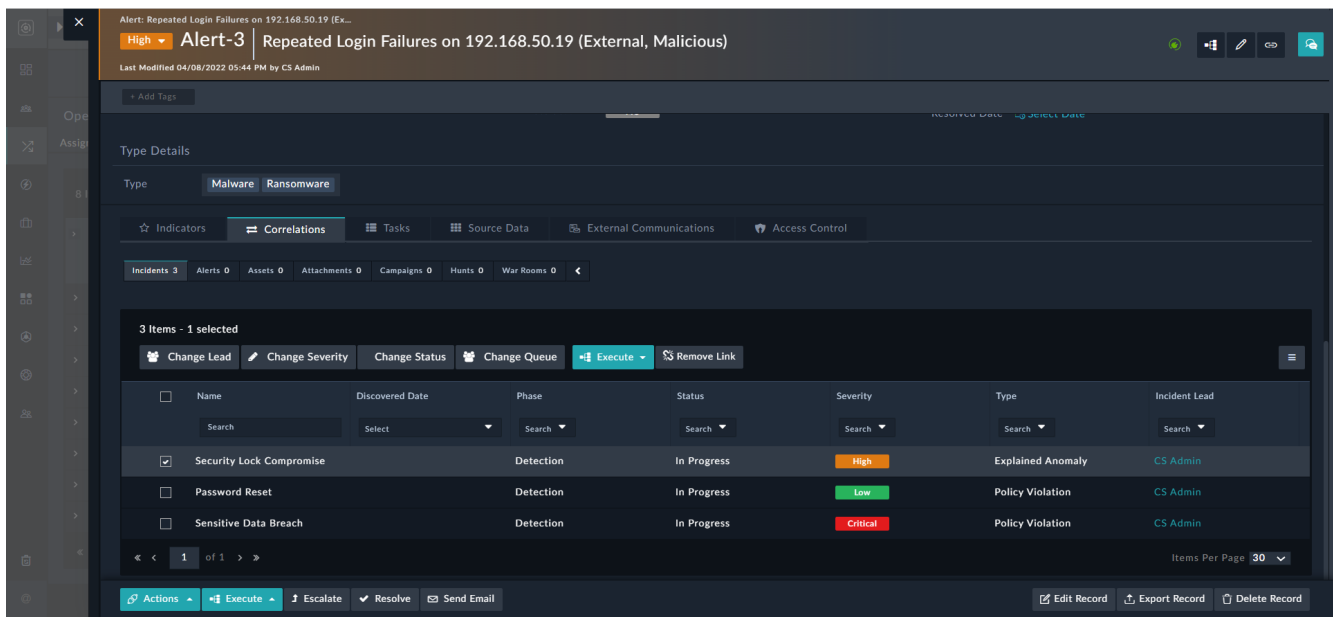 Alert: Repeated Login Failures on 192.168.50.19 (Ex...
High Alert-3 Repeated Login Failures on 192.168.50.19 (External, Malicious)
Last Modified 04/08/2022 05:44 PM by CS Admin
+ Add Tags
Ope
Resolved Date Select Date
Assig
Type Details
Type Malware Ransomware
Indicators Correlations Tasks Source Data External Communications Access Control
Incidents 3 Alerts 0 Assets 0 Attachments 0 Campaigns 0 Hunts 0 War Rooms 0
3 Items - 1 selected
Change Lead Change Severity Change Status Change Queue Execute Remove Link
Name Discovered Date Phase Status Severity Type Incident Lead
Search Select Search Search Search Search Search
Security Lock Compromise Detection In Progress High Explained Anomaly CS Admin
Password Reset Detection In Progress Low Policy Violation CS Admin
Sensitive Data Breach Detection In Progress Critical Policy Violation CS Admin
« < 1 of 1 > » Items Per Page 30
Actions Execute Escalate Resolve Send Email Edit Record Export Record Delete Record